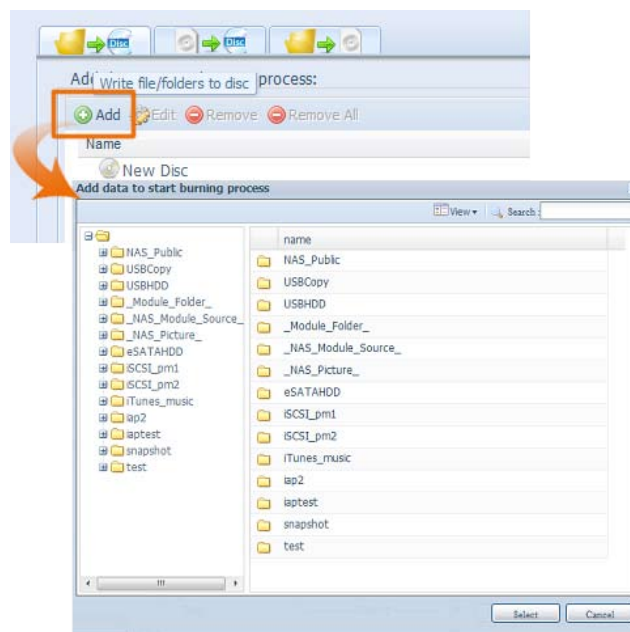 Disc
Disc
Write file/folders to disc process:
Add Edit Remove Remove All
Name
New Disc
Add data to start burning process
View Search:
name
NAS_Public
USBCopy
USBHDD
_Module_Folder_
_NAS_Module_Source_
_NAS_Picture_
eSATAHDD
iSCSI_pm1
iSCSI_pm2
iTunes_music
iap2
iaptest
snapshot
test
NAS_Public
USBCopy
USBHDD
_Module_Folder_
_NAS_Module_Source_
_NAS_Picture_
eSATAHDD
iSCSI_pm1
iSCSI_pm2
iTunes_music
iap2
iaptest
snapshot
test
Select Cancel